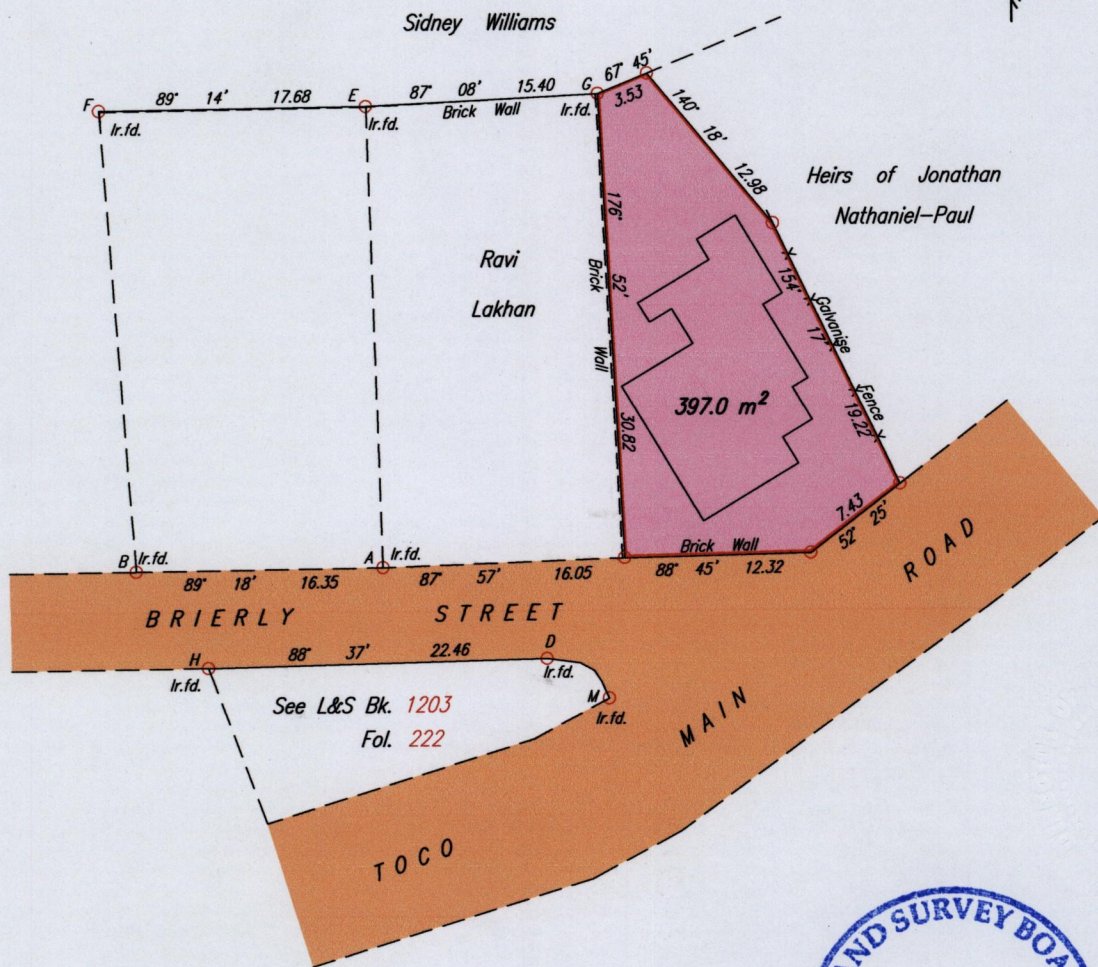 Sidney Williams
67° 45'
3.53
F 89° 14' 17.68 E 87° 08' 15.40 G
Ir.fd. Ir.fd. Brick Wall Ir.fd.
140° 18' 12.98
Heirs of Jonathan
Nathaniel-Paul
Ravi
Lakhan
176° 52' 30.82
Brick Wall
154° 17' 19.22
Galvanise Fence
397.0 m²
7.43
52° 25'
Brick Wall
88° 45' 12.32
B Ir.fd. A Ir.fd.
89° 18' 16.35 87° 57' 16.05
BRIERLY STREET
H 88° 37' 22.46 D
Ir.fd. Ir.fd.
See L&S Bk. 1203
Fol. 222
M
Ir.fd.
TOCO MAIN ROAD
AND SURVEY BOA